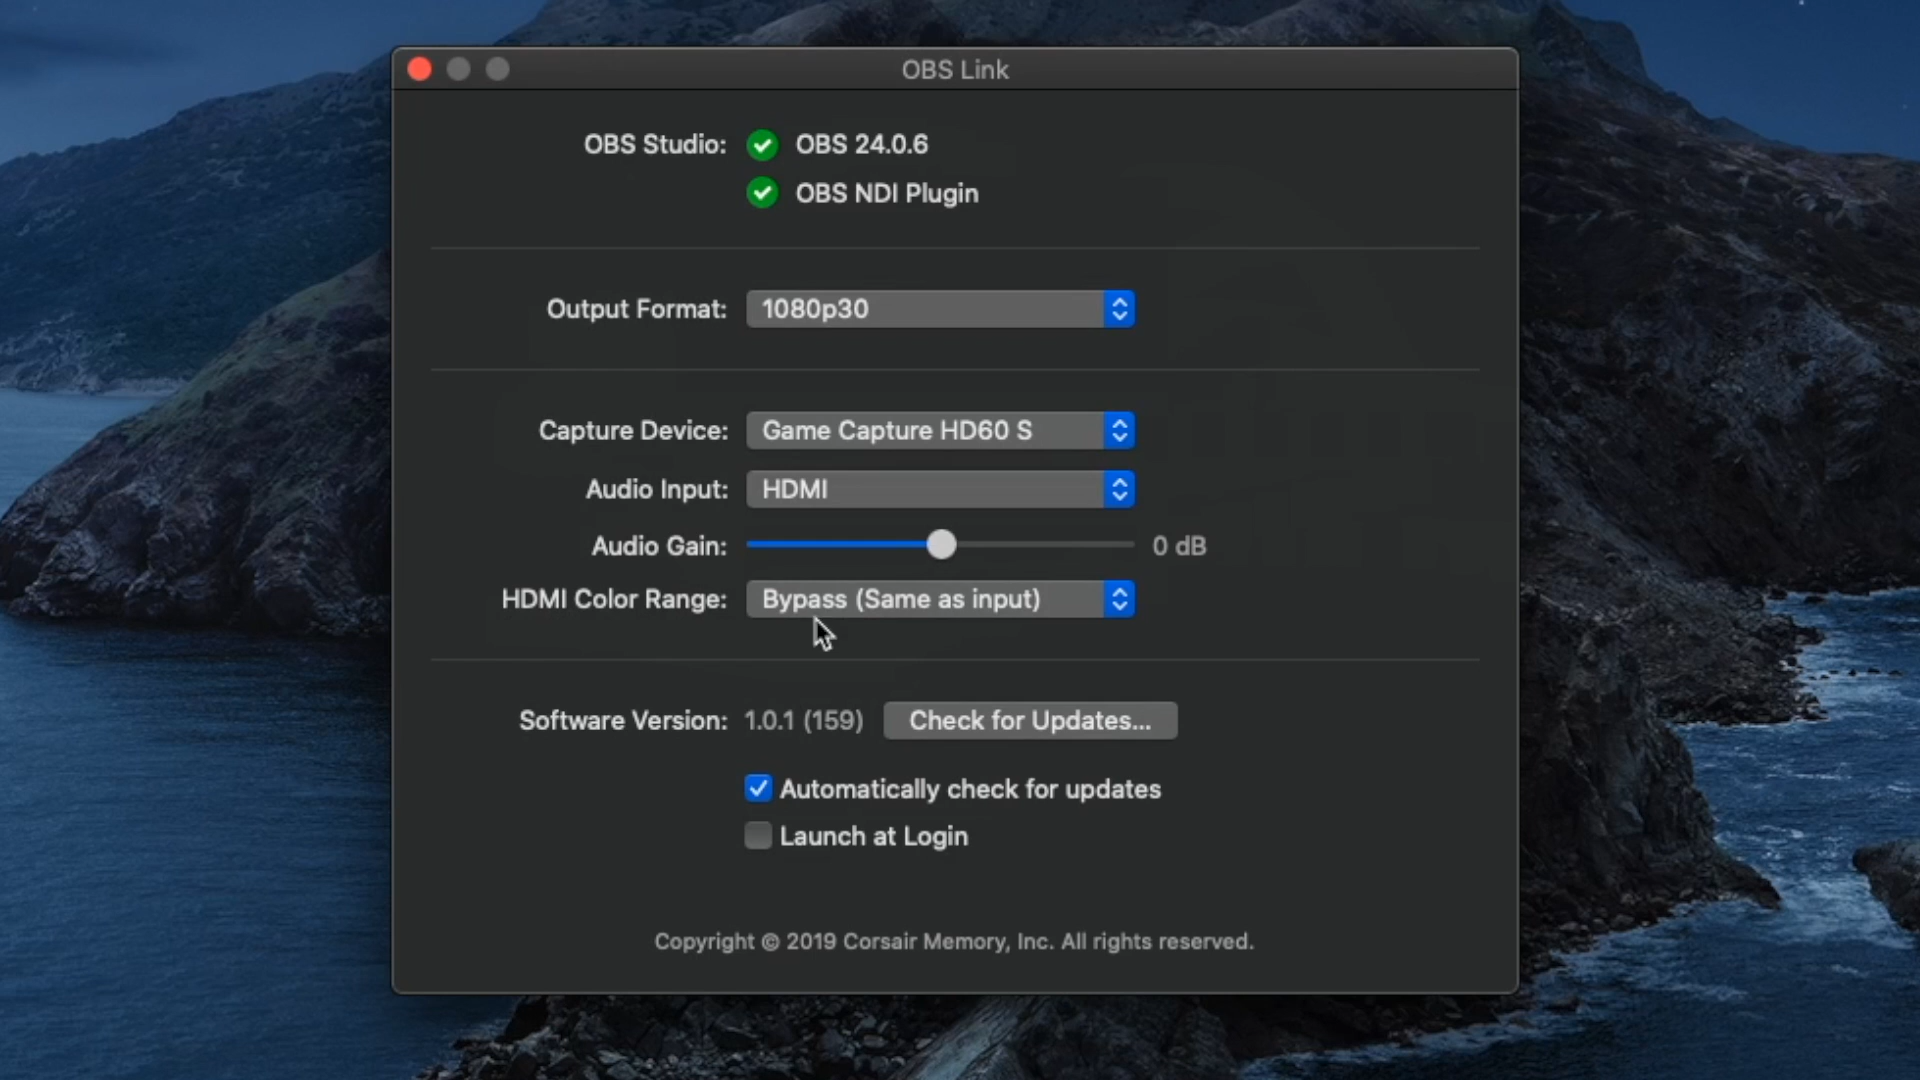 OBS Link
OBS Studio: OBS 24.0.6
OBS NDI Plugin
Output Format: 1080p30
Capture Device: Game Capture HD60 S
Audio Input: HDMI
Audio Gain: 0 dB
HDMI Color Range: Bypass (Same as input)
Software Version: 1.0.1 (159) Check for Updates...
Automatically check for updates
Launch at Login
Copyright © 2019 Corsair Memory, Inc. All rights reserved.